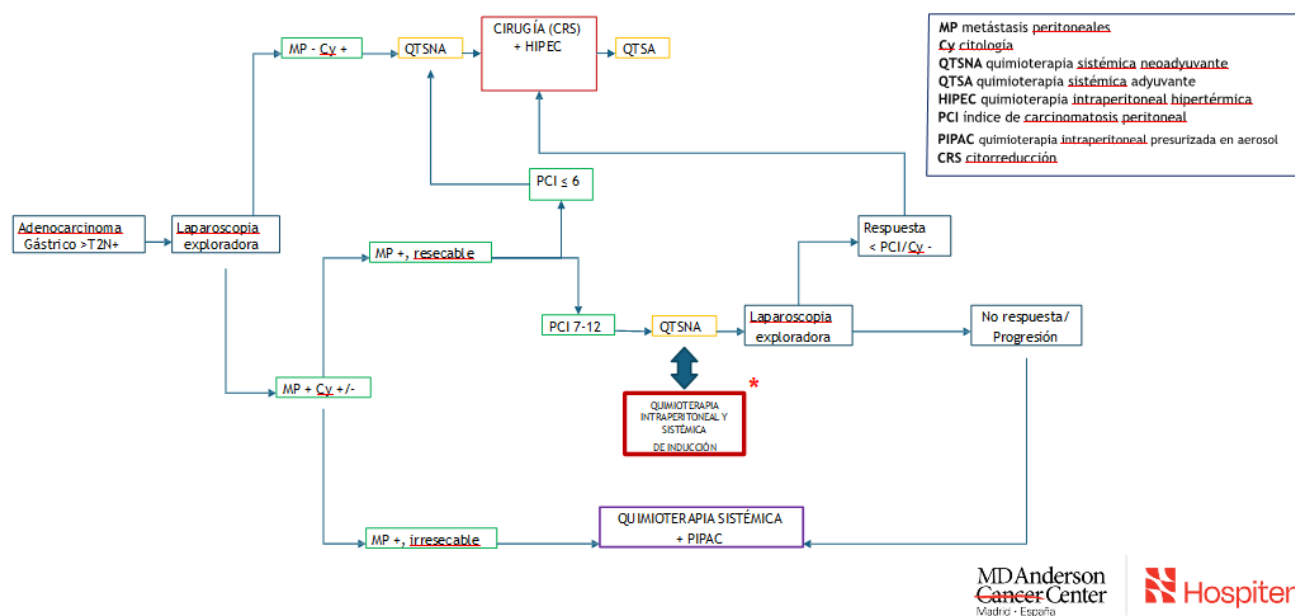 MP - Cy +
QTSNA
CIRUGÍA (CRS)
+ HIPEC
QTSA
MP metástasis peritoneales
Cy citología
QTSNA quimioterapia sistémica neoadyuvante
QTSA quimioterapia sistémica adyuvante
HIPEC quimioterapia intraperitoneal hipertérmica
PCI índice de carcinomatosis peritoneal
PIPAC quimioterapia intraperitoneal presurizada en aerosol
CRS citorreducción
PCI ≤ 6
Adenocarcinoma
Gástrico >T2N+
Laparoscopia
exploradora
MP +, resecable
Respuesta
< PCI/Cy -
PCI 7-12
QTSNA
Laparoscopia
exploradora
No respuesta/
Progresión
MP + Cy +/-
*
QUIMIOTERAPIA
INTRAPERITONEAL Y
SISTÉMICA
DE INDUCCIÓN
MP +, irresecable
QUIMIOTERAPIA SISTÉMICA
+ PIPAC
MD Anderson
Cancer Center
Madrid - España
Hospiten